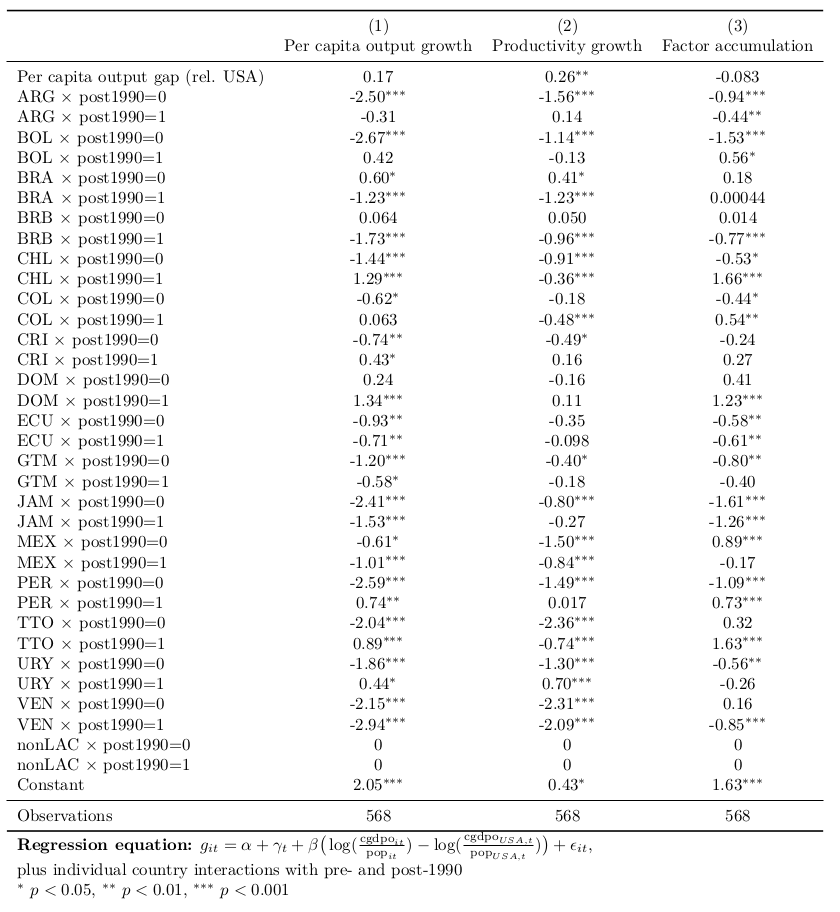 (1) (2) (3)
Per capita output growth Productivity growth Factor accumulation
Per capita output gap (rel. USA) 0.17 0.26** -0.083
ARG × post1990=0 -2.50*** -1.56*** -0.94***
ARG × post1990=1 -0.31 0.14 -0.44**
BOL × post1990=0 -2.67*** -1.14*** -1.53***
BOL × post1990=1 0.42 -0.13 0.56*
BRA × post1990=0 0.60* 0.41* 0.18
BRA × post1990=1 -1.23*** -1.23*** 0.00044
BRB × post1990=0 0.064 0.050 0.014
BRB × post1990=1 -1.73*** -0.96*** -0.77***
CHL × post1990=0 -1.44*** -0.91*** -0.53*
CHL × post1990=1 1.29*** -0.36*** 1.66***
COL × post1990=0 -0.62* -0.18 -0.44*
COL × post1990=1 0.063 -0.48*** 0.54**
CRI × post1990=0 -0.74** -0.49* -0.24
CRI × post1990=1 0.43* 0.16 0.27
DOM × post1990=0 0.24 -0.16 0.41
DOM × post1990=1 1.34*** 0.11 1.23***
ECU × post1990=0 -0.93** -0.35 -0.58**
ECU × post1990=1 -0.71** -0.098 -0.61**
GTM × post1990=0 -1.20*** -0.40* -0.80**
GTM × post1990=1 -0.58* -0.18 -0.40
JAM × post1990=0 -2.41*** -0.80*** -1.61***
JAM × post1990=1 -1.53*** -0.27 -1.26***
MEX × post1990=0 -0.61* -1.50*** 0.89***
MEX × post1990=1 -1.01*** -0.84*** -0.17
PER × post1990=0 -2.59*** -1.49*** -1.09***
PER × post1990=1 0.74** 0.017 0.73***
TTO × post1990=0 -2.04*** -2.36*** 0.32
TTO × post1990=1 0.89*** -0.74*** 1.63***
URY × post1990=0 -1.86*** -1.30*** -0.56**
URY × post1990=1 0.44* 0.70*** -0.26
VEN × post1990=0 -2.15*** -2.31*** 0.16
VEN × post1990=1 -2.94*** -2.09*** -0.85***
nonLAC × post1990=0 0 0 0
nonLAC × post1990=1 0 0 0
Constant 2.05*** 0.43* 1.63***
Observations 568 568 568
Regression equation: g_{it} = α + γ_t + β(log(cgdpo_{it}/pop_{it}) − log(cgdpo_{USA,t}/pop_{USA,t})) + ϵ_{it},
plus individual country interactions with pre- and post-1990
* p < 0.05, ** p < 0.01, *** p < 0.001